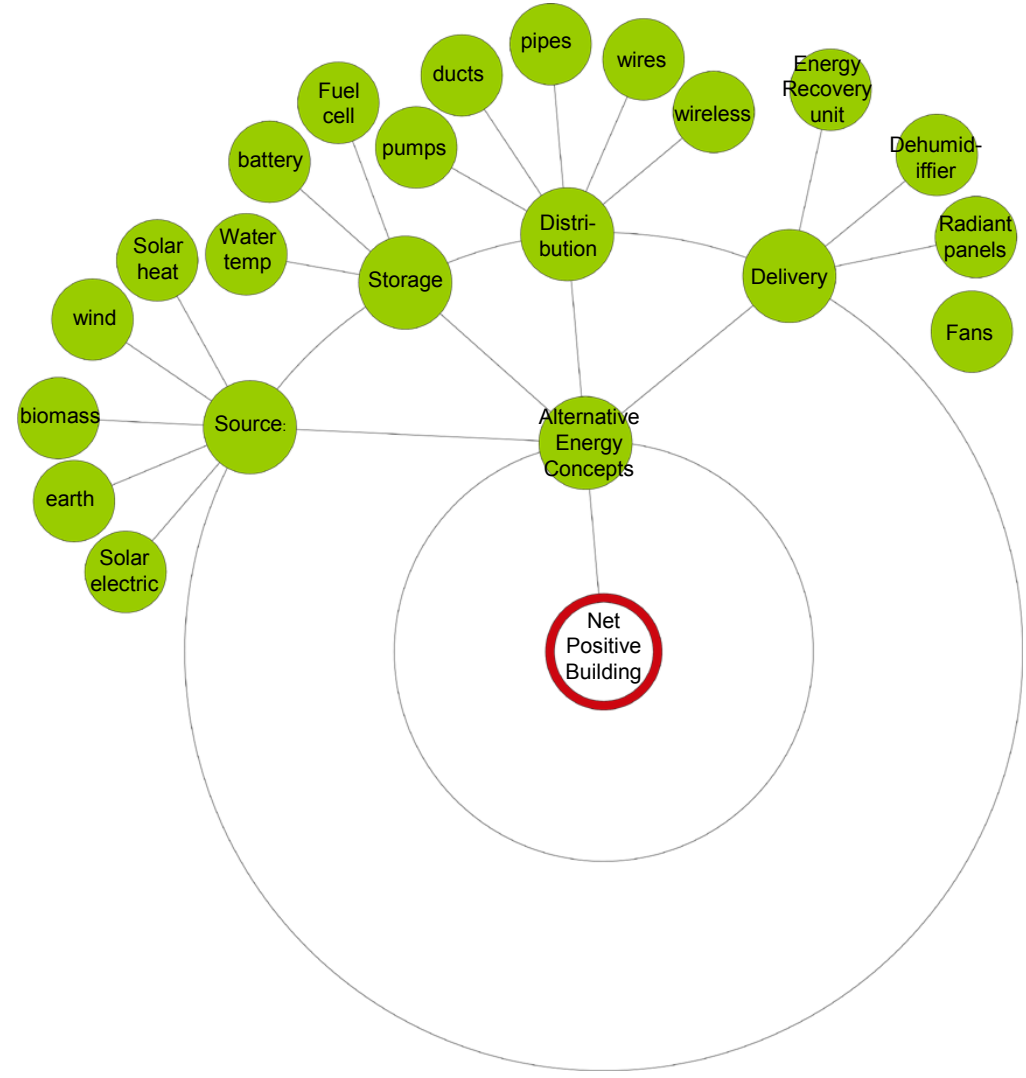 pipes
wires
ducts
Energy
Recovery
unit
Fuel
cell
wireless
pumps
battery
Dehumid-
iffier
Water
temp
Solar
heat
Distri-
bution
Radiant
panels
Storage
Delivery
wind
Fans
biomass
Source:
Alternative
Energy
Concepts
earth
Solar
electric
Net
Positive
Building